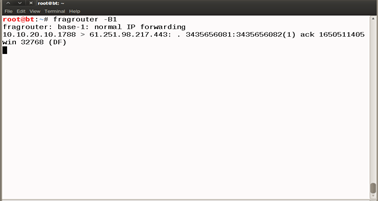 root@bt: ~
File Edit View Terminal Help
root@bt:~# fragrouter -B1
fragrouter: base-1: normal IP forwarding
10.10.20.10.1788 > 61.251.98.217.443: . 3435656081:3435656082(1) ack 1650511405
win 32768 (DF)